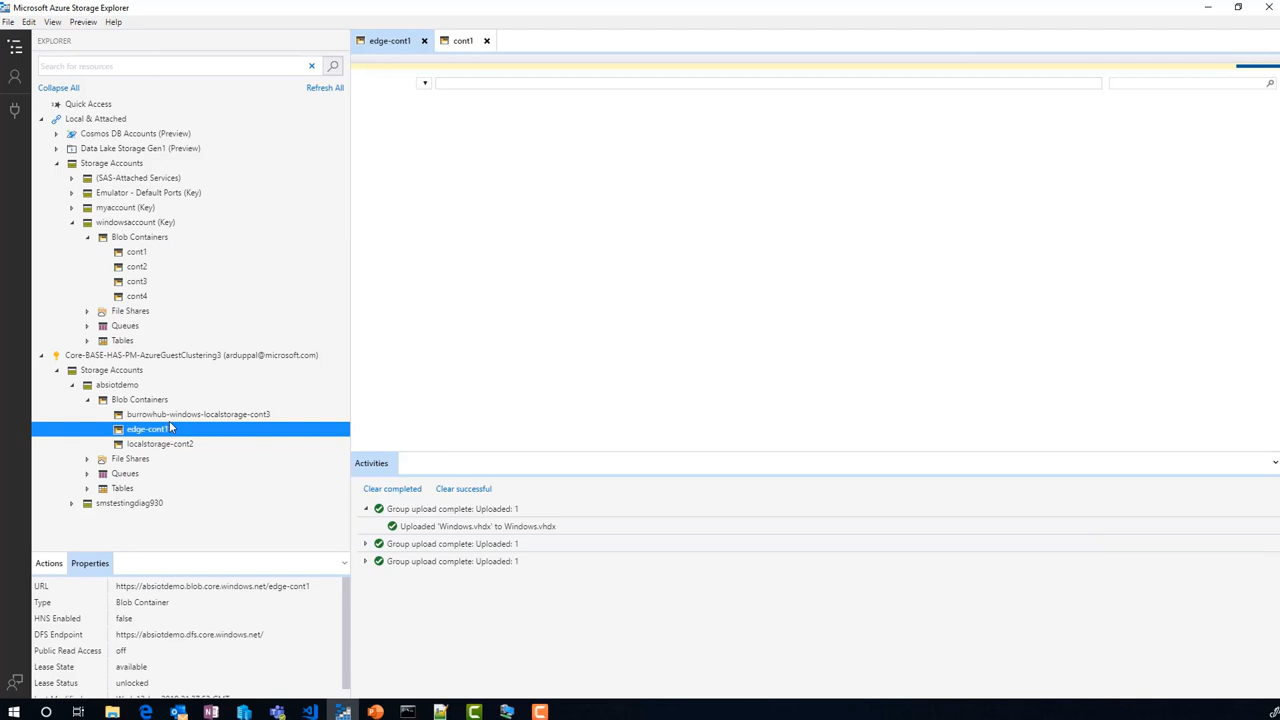 Microsoft Azure Storage Explorer
File Edit View Preview Help
EXPLORER
Search for resources
Collapse All Refresh All
Quick Access
Local & Attached
Cosmos DB Accounts (Preview)
Data Lake Storage Gen1 (Preview)
Storage Accounts
(SAS-Attached Services)
Emulator - Default Ports (Key)
myaccount (Key)
windowsaccount (Key)
Blob Containers
cont1
cont2
cont3
cont4
File Shares
Queues
Tables
Core-BASE-HAS-PM-AzureGuestClustering3 (arduppal@microsoft.com)
Storage Accounts
absiotdemo
Blob Containers
burrowhub-windows-localstorage-cont3
edge-cont1
localstorage-cont2
File Shares
Queues
Tables
smstestingdiag930
Actions Properties
URL https://absiotdemo.blob.core.windows.net/edge-cont1
Type Blob Container
HNS Enabled false
DFS Endpoint https://absiotdemo.dfs.core.windows.net/
Public Read Access off
Lease State available
Lease Status unlocked
edge-cont1 cont1
Activities
Clear completed Clear successful
Group upload complete: Uploaded: 1
Uploaded 'Windows.vhdx' to Windows.vhdx
Group upload complete: Uploaded: 1
Group upload complete: Uploaded: 1